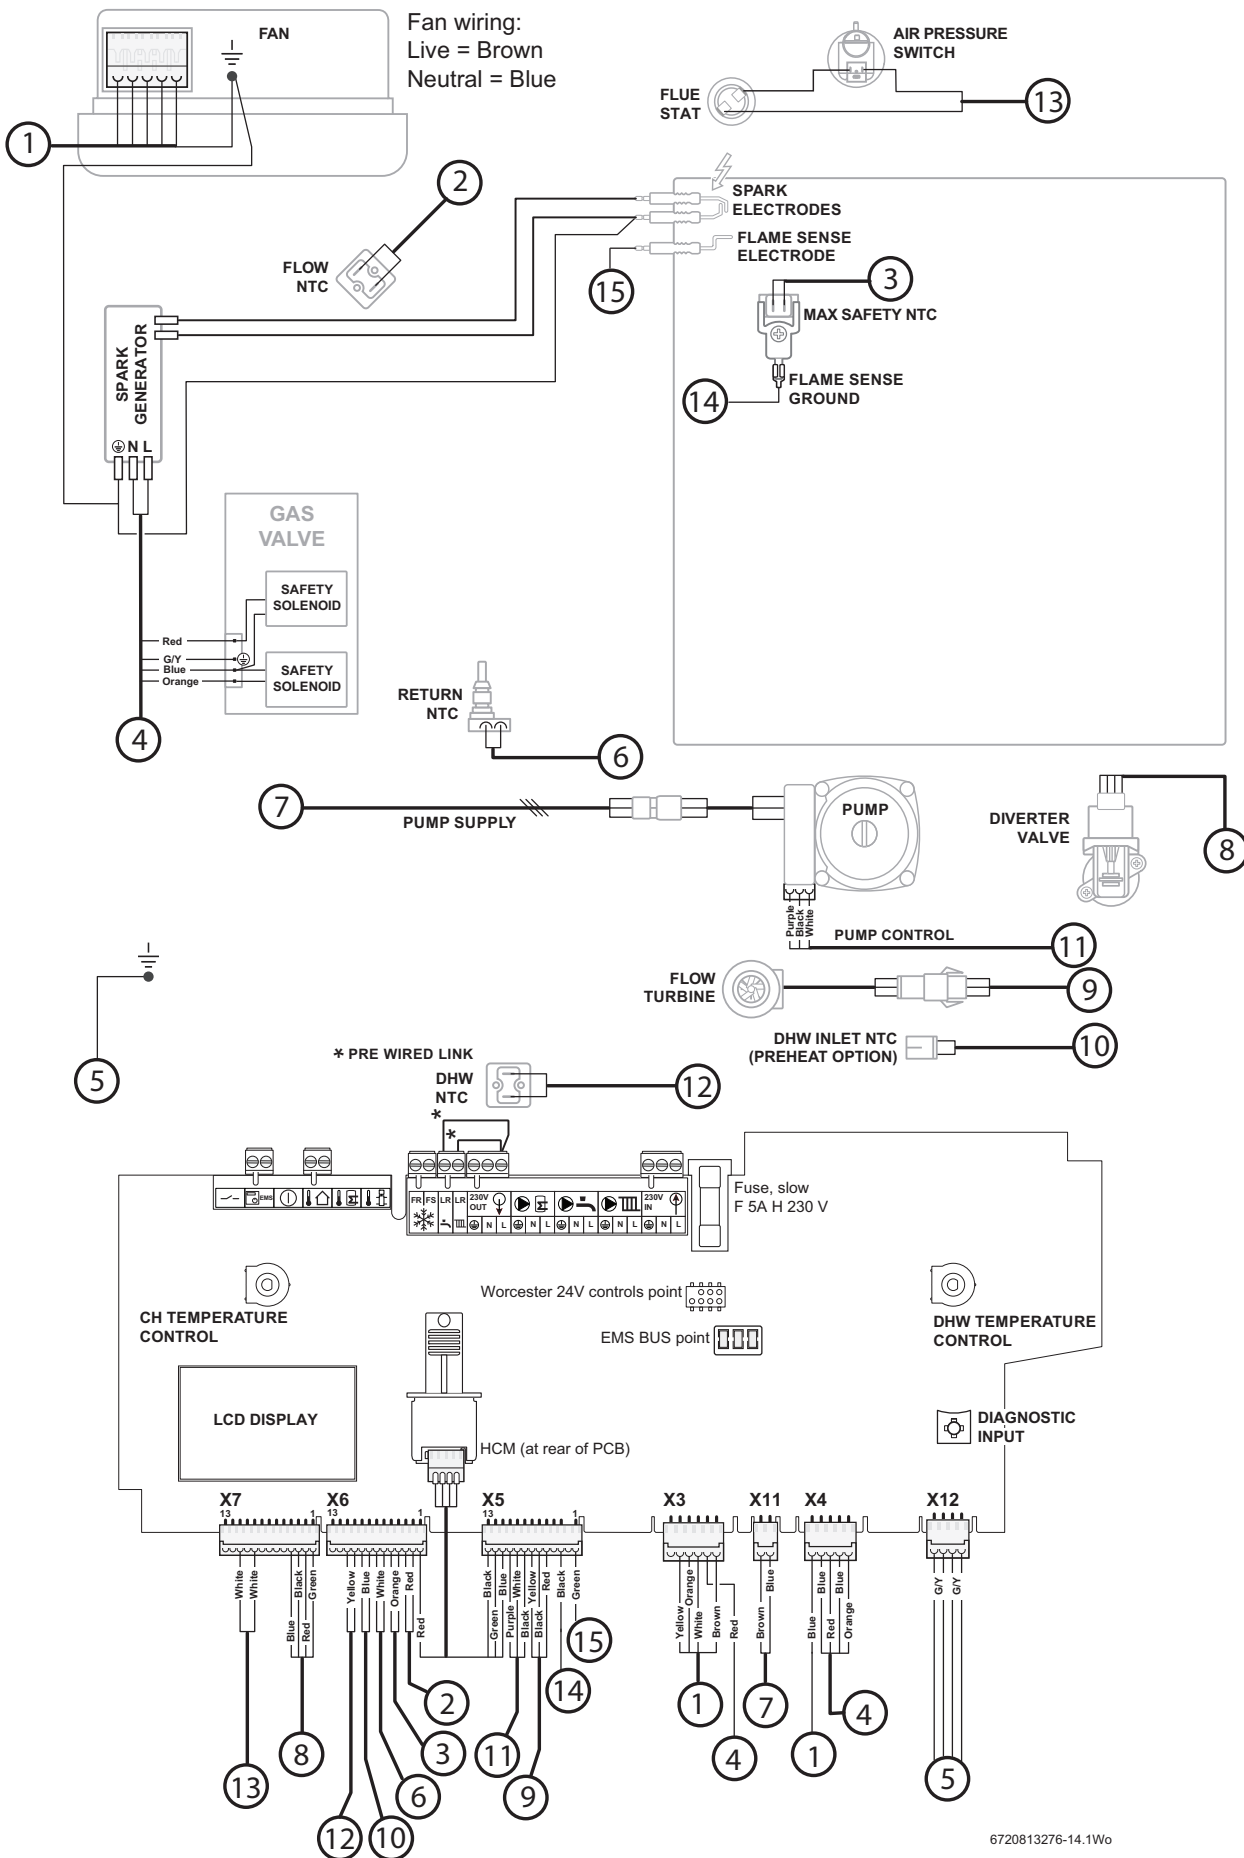 FAN
Fan wiring:
Live = Brown
Neutral = Blue
AIR PRESSURE
SWITCH
FLUE
STAT
13
1
2
SPARK
ELECTRODES
FLAME SENSE
ELECTRODE
FLOW
NTC
15
3
MAX SAFETY NTC
SPARK
GENERATOR
FLAME SENSE
GROUND
14
N L
GAS
VALVE
SAFETY
SOLENOID
Red
G/Y
Blue
Orange
SAFETY
SOLENOID
4
RETURN
NTC
6
7
PUMP SUPPLY
PUMP
DIVERTER
VALVE
8
Purple
Black
White
PUMP CONTROL
11
FLOW
TURBINE
9
DHW INLET NTC
(PREHEAT OPTION)
10
5
* PRE WIRED LINK
DHW
NTC
12
*
*
EMS
FR FS LR LR 230V
OUT
230V
IN
N L N L N L N L N L
Fuse, slow
F 5A H 230 V
Worcester 24V controls point
CH TEMPERATURE
CONTROL
DHW TEMPERATURE
CONTROL
EMS BUS point
LCD DISPLAY
DIAGNOSTIC
INPUT
HCM (at rear of PCB)
X7 X6 X5 X3 X11 X4 X12
13 1 13 1 13 1
White
White
Blue
Black
Red
Green
Yellow
Blue
White
Orange
Red
Red
Black
Green
Blue
Purple
White
Black
Yellow
Black
Red
Black
Green
Yellow
Orange
White
Brown
Red
Brown
Blue
Blue
Blue
Red
Blue
Orange
G/Y
G/Y
15
14
2
1
7
4
8
3
11
4
1
5
13
6
9
12
10
6720813276-14.1Wo